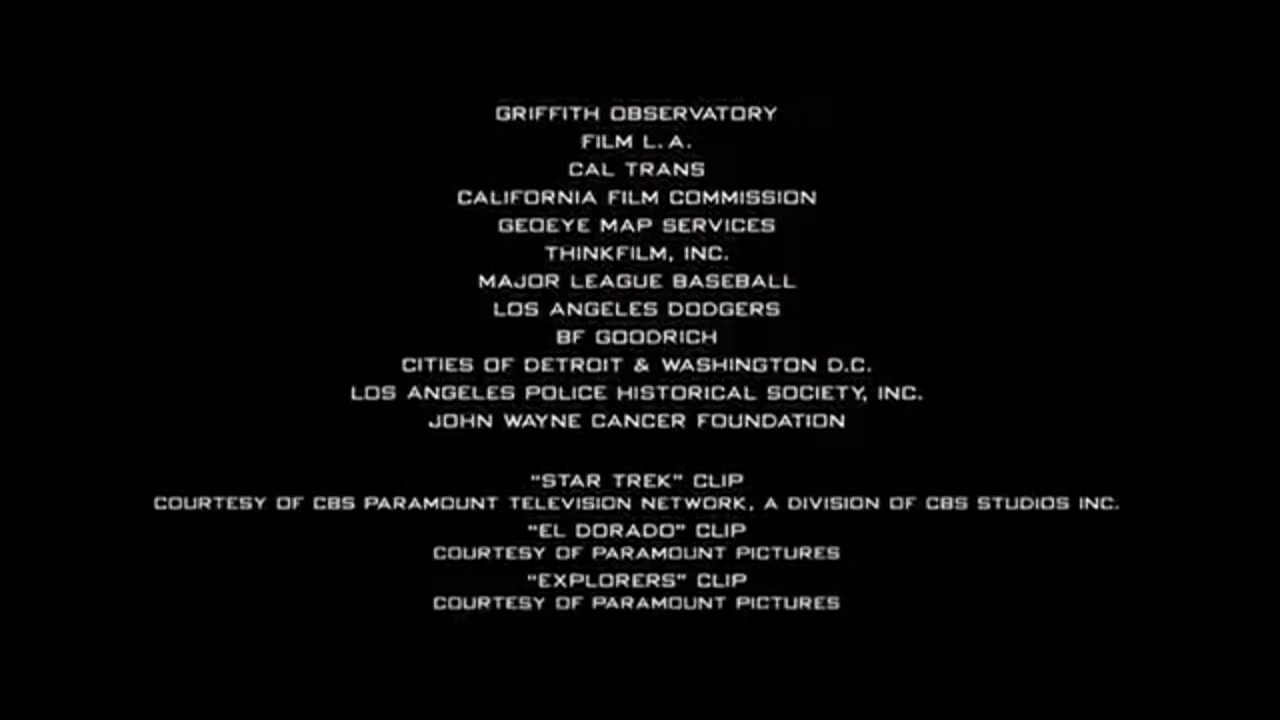 GRIFFITH OBSERVATORY
FILM L.A.
CAL TRANS
CALIFORNIA FILM COMMISSION
GEOEYE MAP SERVICES
THINKFILM, INC.
MAJOR LEAGUE BASEBALL
LOS ANGELES DODGERS
BF GOODRICH
CITIES OF DETROIT & WASHINGTON D.C.
LOS ANGELES POLICE HISTORICAL SOCIETY, INC.
JOHN WAYNE CANCER FOUNDATION
"STAR TREK" CLIP
COURTESY OF CBS PARAMOUNT TELEVISION NETWORK, A DIVISION OF CBS STUDIOS INC.
"EL DORADO" CLIP
COURTESY OF PARAMOUNT PICTURES
"EXPLORERS" CLIP
COURTESY OF PARAMOUNT PICTURES